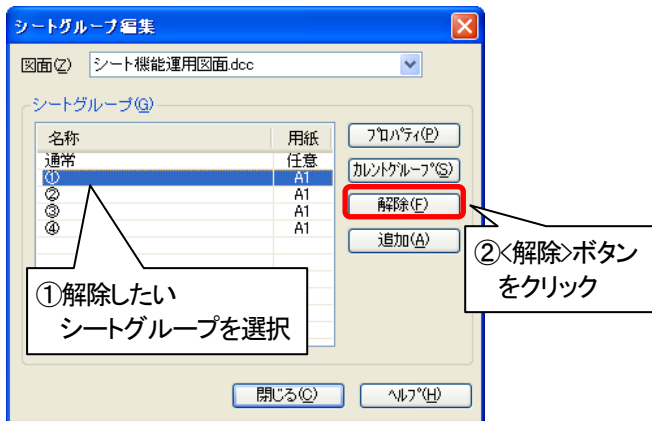 シートグループ編集
図面(Z) シート機能運用図面.dcc
シートグループ(G)
名称 用紙
通常 任意
① A1
② A1
③ A1
④ A1
プロパティ(P)
カレントグループ(S)
解除(F)
追加(A)
①解除したい
シートグループを選択
②<解除>ボタン
をクリック
閉じる(C) ヘルプ(H)